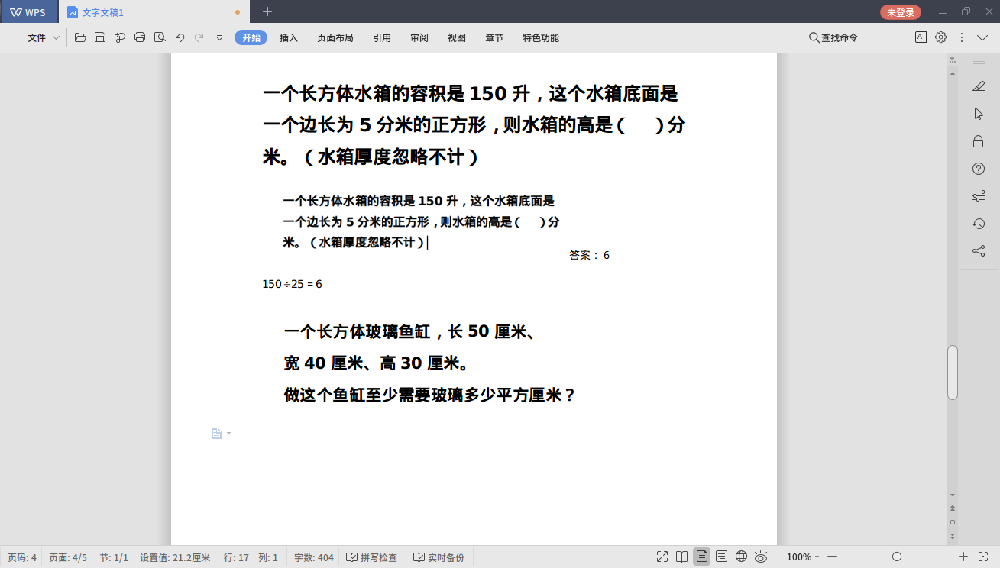 WPS 文字文稿1 未登录
文件 开始 插入 页面布局 引用 审阅 视图 章节 特色功能 查找命令
一个长方体水箱的容积是 150 升，这个水箱底面是
一个边长为 5 分米的正方形，则水箱的高是（ ）分
米。（水箱厚度忽略不计）
一个长方体水箱的容积是 150 升，这个水箱底面是
一个边长为 5 分米的正方形，则水箱的高是（ ）分
米。（水箱厚度忽略不计）
答案：6
150÷25＝6
一个长方体玻璃鱼缸，长 50 厘米、
宽 40 厘米、高 30 厘米。
做这个鱼缸至少需要玻璃多少平方厘米？
页码: 4 页面: 4/5 节: 1/1 设置值: 21.2厘米 行: 17 列: 1 字数: 404 拼写检查 实时备份 100%